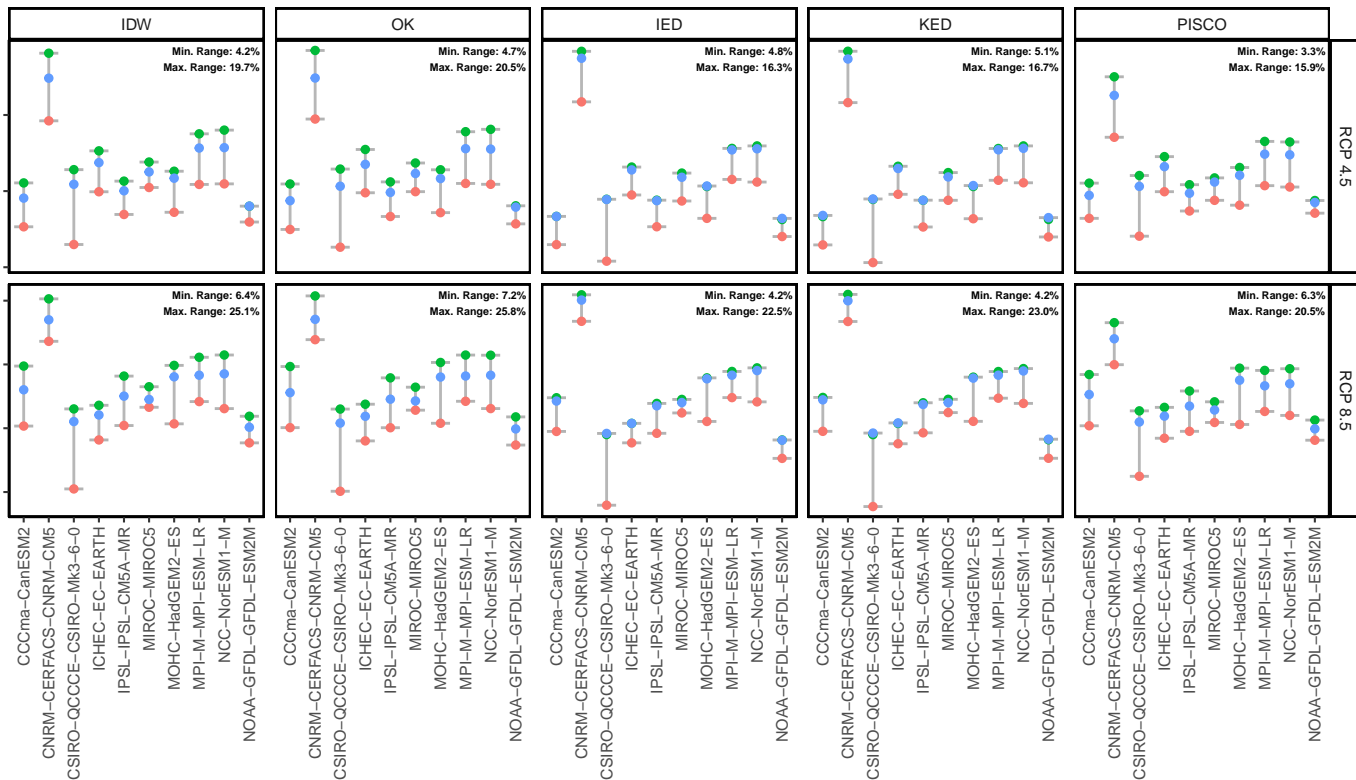 IDW
OK
IED
KED
PISCO
Min. Range: 4.2%
Max. Range: 19.7%
Min. Range: 4.7%
Max. Range: 20.5%
Min. Range: 4.8%
Max. Range: 16.3%
Min. Range: 5.1%
Max. Range: 16.7%
Min. Range: 3.3%
Max. Range: 15.9%
RCP 4.5
Min. Range: 6.4%
Max. Range: 25.1%
Min. Range: 7.2%
Max. Range: 25.8%
Min. Range: 4.2%
Max. Range: 22.5%
Min. Range: 4.2%
Max. Range: 23.0%
Min. Range: 6.3%
Max. Range: 20.5%
RCP 8.5
CCCma−CanESM2
CNRM−CERFACS−CNRM−CM5
CSIRO−QCCCE−CSIRO−Mk3−6−0
ICHEC−EC−EARTH
IPSL−IPSL−CM5A−MR
MIROC−MIROC5
MOHC−HadGEM2−ES
MPI−M−MPI−ESM−LR
NCC−NorESM1−M
NOAA−GFDL−GFDL−ESM2M
CCCma−CanESM2
CNRM−CERFACS−CNRM−CM5
CSIRO−QCCCE−CSIRO−Mk3−6−0
ICHEC−EC−EARTH
IPSL−IPSL−CM5A−MR
MIROC−MIROC5
MOHC−HadGEM2−ES
MPI−M−MPI−ESM−LR
NCC−NorESM1−M
NOAA−GFDL−GFDL−ESM2M
CCCma−CanESM2
CNRM−CERFACS−CNRM−CM5
CSIRO−QCCCE−CSIRO−Mk3−6−0
ICHEC−EC−EARTH
IPSL−IPSL−CM5A−MR
MIROC−MIROC5
MOHC−HadGEM2−ES
MPI−M−MPI−ESM−LR
NCC−NorESM1−M
NOAA−GFDL−GFDL−ESM2M
CCCma−CanESM2
CNRM−CERFACS−CNRM−CM5
CSIRO−QCCCE−CSIRO−Mk3−6−0
ICHEC−EC−EARTH
IPSL−IPSL−CM5A−MR
MIROC−MIROC5
MOHC−HadGEM2−ES
MPI−M−MPI−ESM−LR
NCC−NorESM1−M
NOAA−GFDL−GFDL−ESM2M
CCCma−CanESM2
CNRM−CERFACS−CNRM−CM5
CSIRO−QCCCE−CSIRO−Mk3−6−0
ICHEC−EC−EARTH
IPSL−IPSL−CM5A−MR
MIROC−MIROC5
MOHC−HadGEM2−ES
MPI−M−MPI−ESM−LR
NCC−NorESM1−M
NOAA−GFDL−GFDL−ESM2M